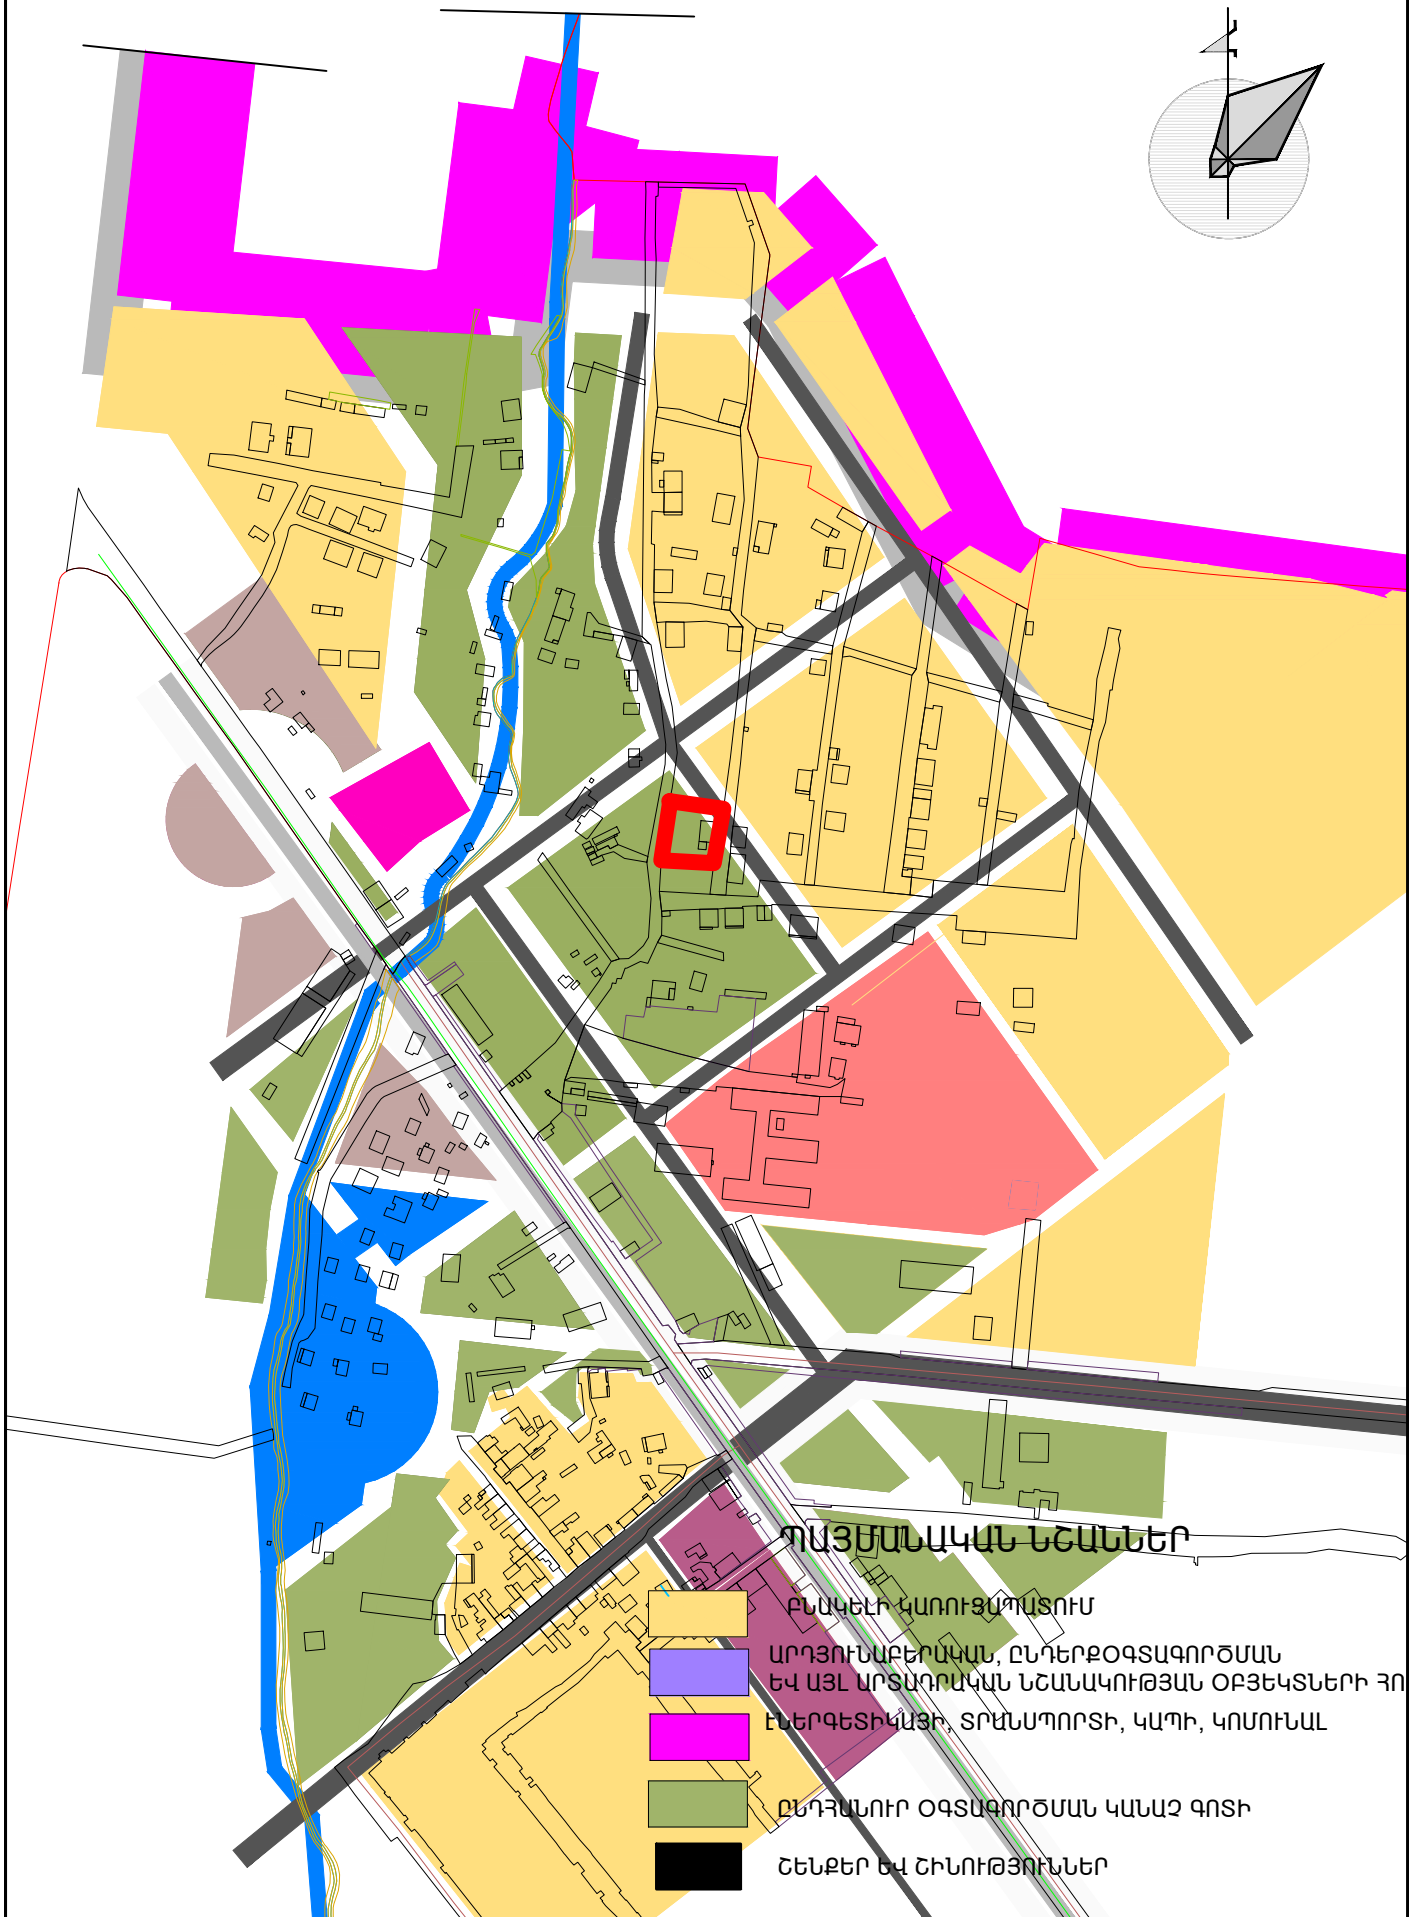 ՊԱՅՄԱՆԱԿԱՆ ՆՇԱՆՆԵՐ
ԲՆԱԿԵԼԻ ԿԱՌՈՒՑԱՊԱՏՈՒՄ
ԱՐԴՅՈՒՆԱԲԵՐԱԿԱՆ, ԸՆԴԵՐՔՕԳՏԱԳՈՐԾՄԱՆ
ԵՎ ԱՅԼ ԱՐՏԱԴՐԱԿԱՆ ՆՇԱՆԱԿՈՒԹՅԱՆ ՕԲՅԵԿՏՆԵՐԻ ՀՈ
ԷՆԵՐԳԵՏԻԿԱՅԻ, ՏՐԱՆՍՊՈՐՏԻ, ԿԱՊԻ, ԿՈՄՈՒՆԱԼ
ԸՆԴՀԱՆՈՒՐ ՕԳՏԱԳՈՐԾՄԱՆ ԿԱՆԱՉ ԳՈՏԻ
ՇԵՆՔԵՐ ԵՎ ՇԻՆՈՒԹՅՈՒՆՆԵՐ